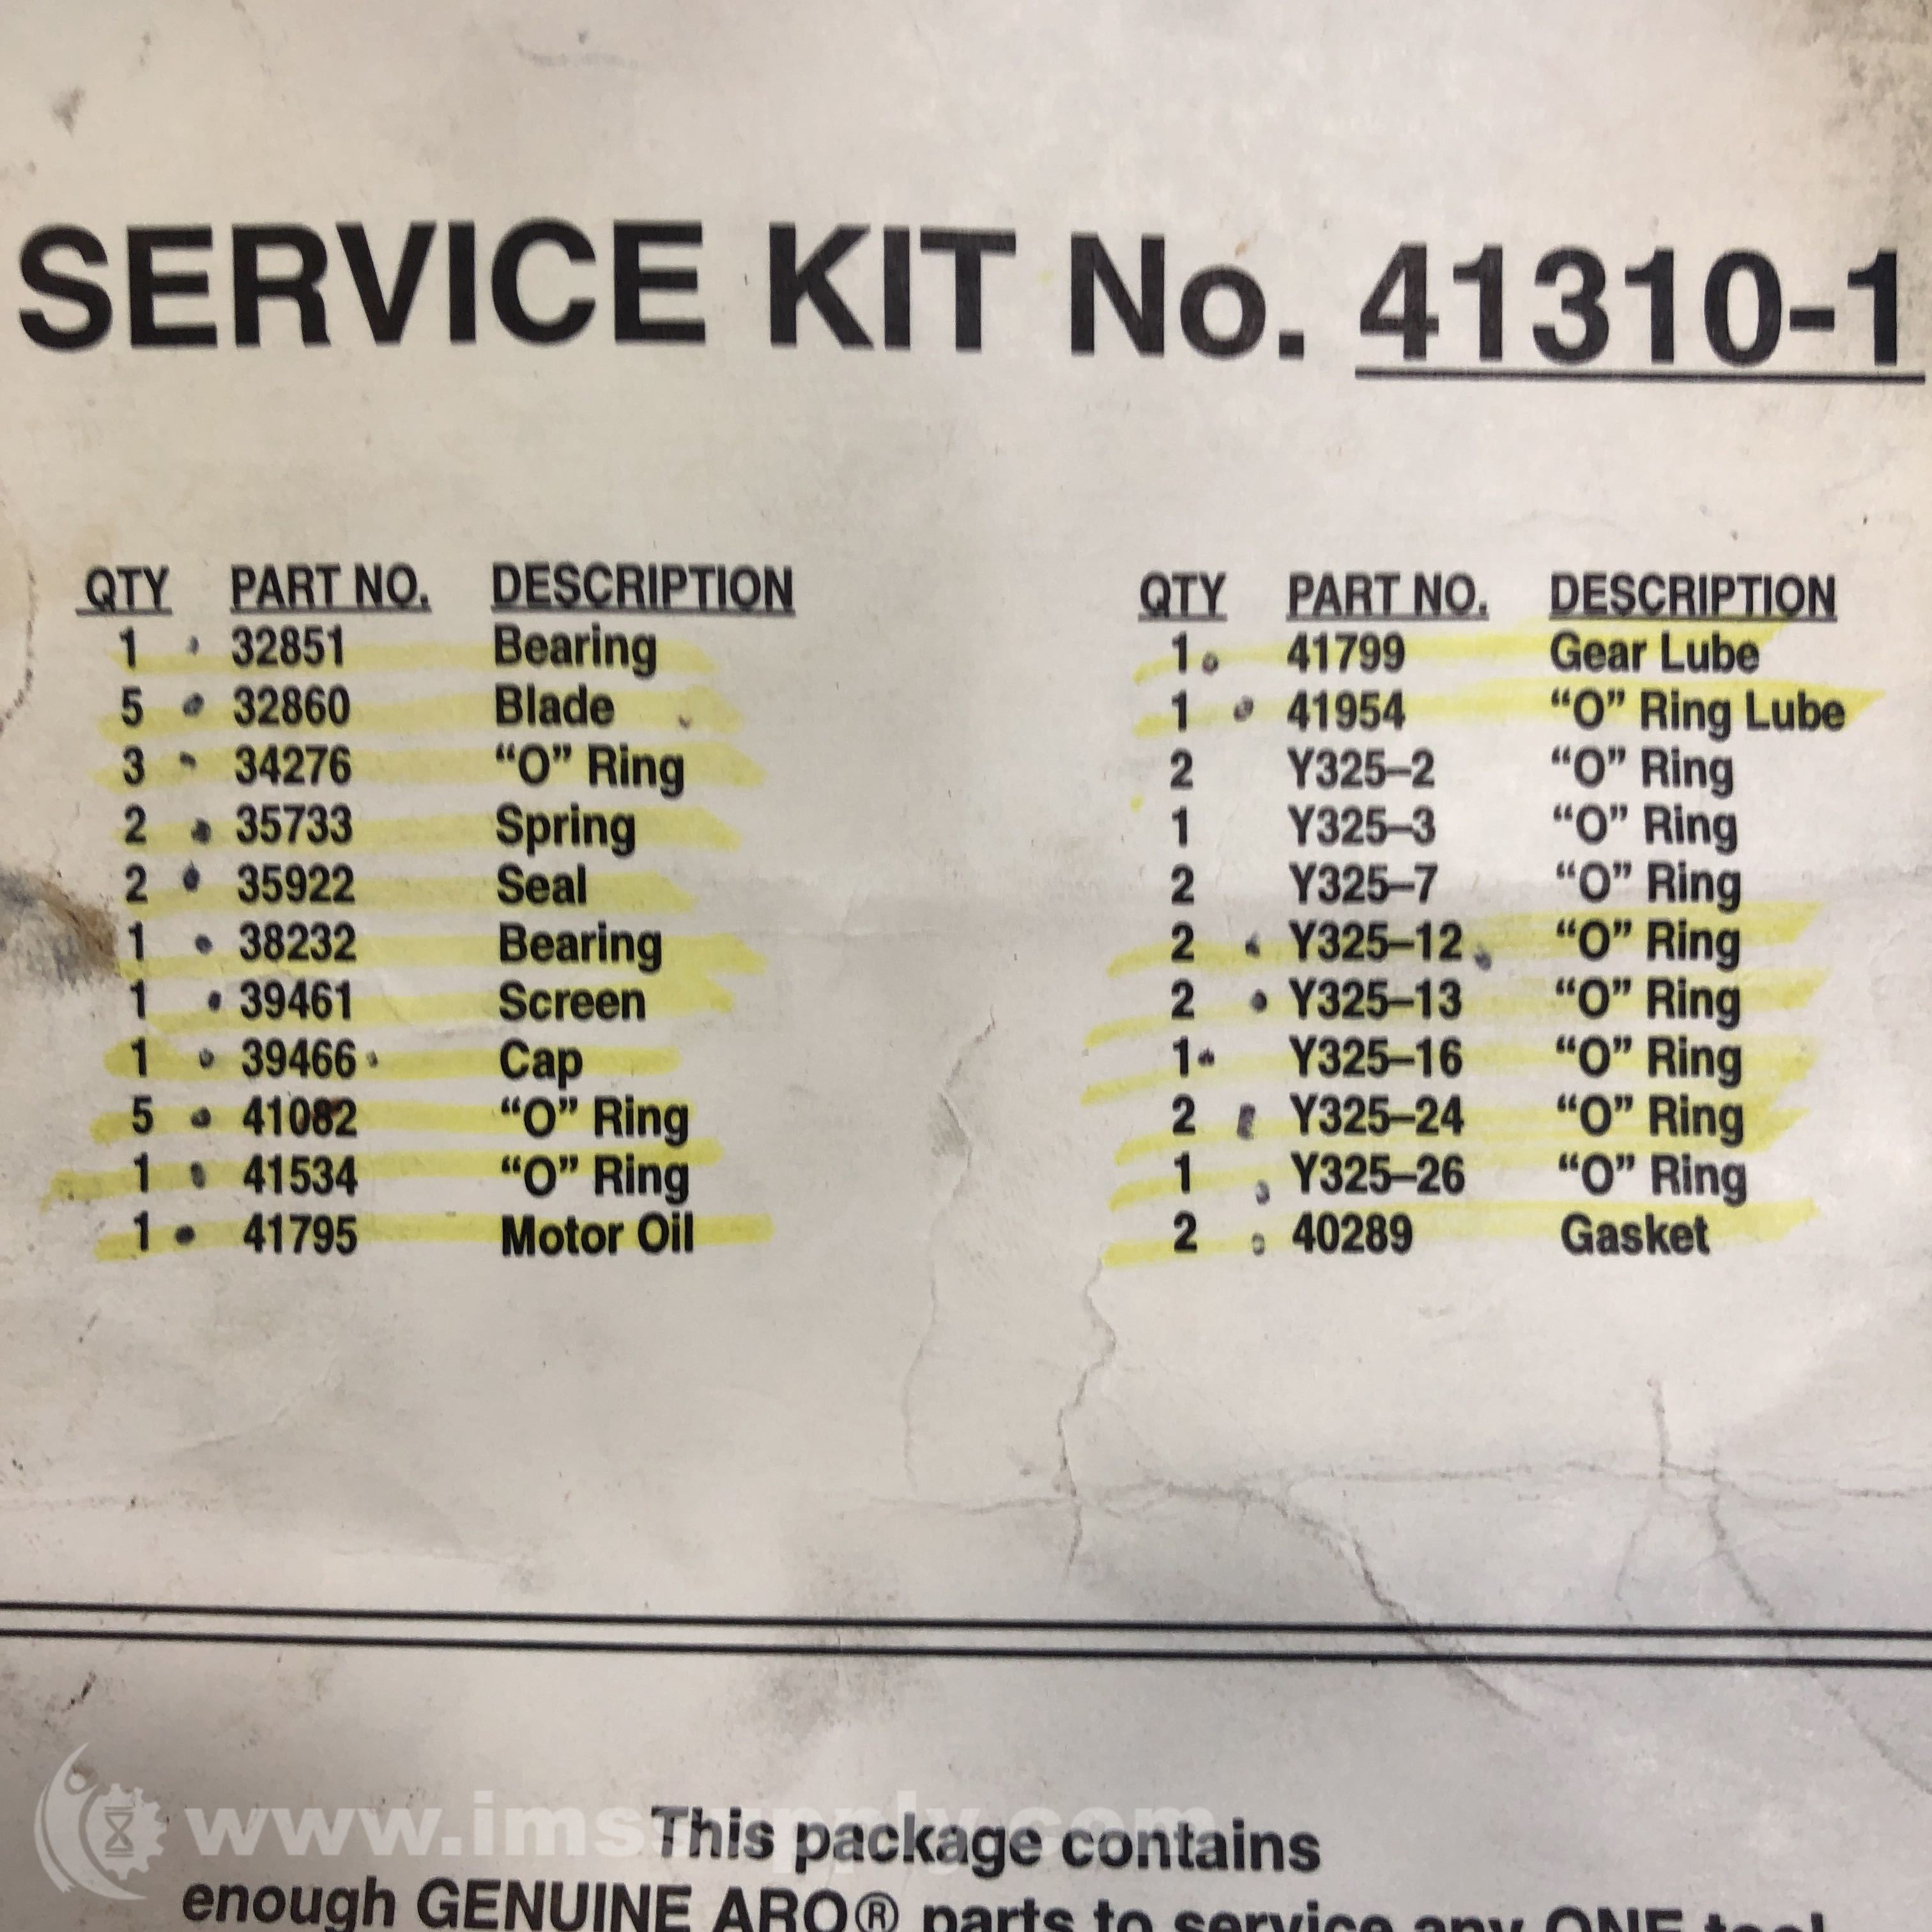 SERVICE KIT No. 41310-1
QTY PART NO. DESCRIPTION
1 32851 Bearing
5 32860 Blade
3 34276 “O” Ring
2 35733 Spring
2 35922 Seal
1 38232 Bearing
1 39461 Screen
1 39466 Cap
5 41082 “O” Ring
1 41534 “O” Ring
1 41795 Motor Oil
QTY PART NO. DESCRIPTION
1 41799 Gear Lube
1 41954 “O” Ring Lube
2 Y325–2 “O” Ring
1 Y325–3 “O” Ring
2 Y325–7 “O” Ring
2 Y325–12 “O” Ring
2 Y325–13 “O” Ring
1 Y325–16 “O” Ring
2 Y325–24 “O” Ring
1 Y325–26 “O” Ring
2 40289 Gasket
www.imssupply.com
This package contains
enough GENUINE ARO® parts to service any ONE tool